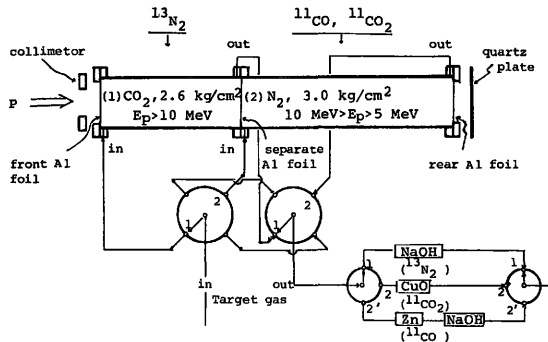 13N2
11CO, 11CO2
out
out
collimetor
quartz plate
P
(1)CO2,2.6 kg/cm2
Ep>10 MeV
(2)N2, 3.0 kg/cm2
10 MeV>Ep>5 MeV
front Al foil
in
in
separate Al foil
rear Al foil
1
2
1
2
in
out
Target gas
NaOH
(13N2)
CuO
(11CO2)
Zn
NaOH
(11CO)
1
2
2'
1
2
2'